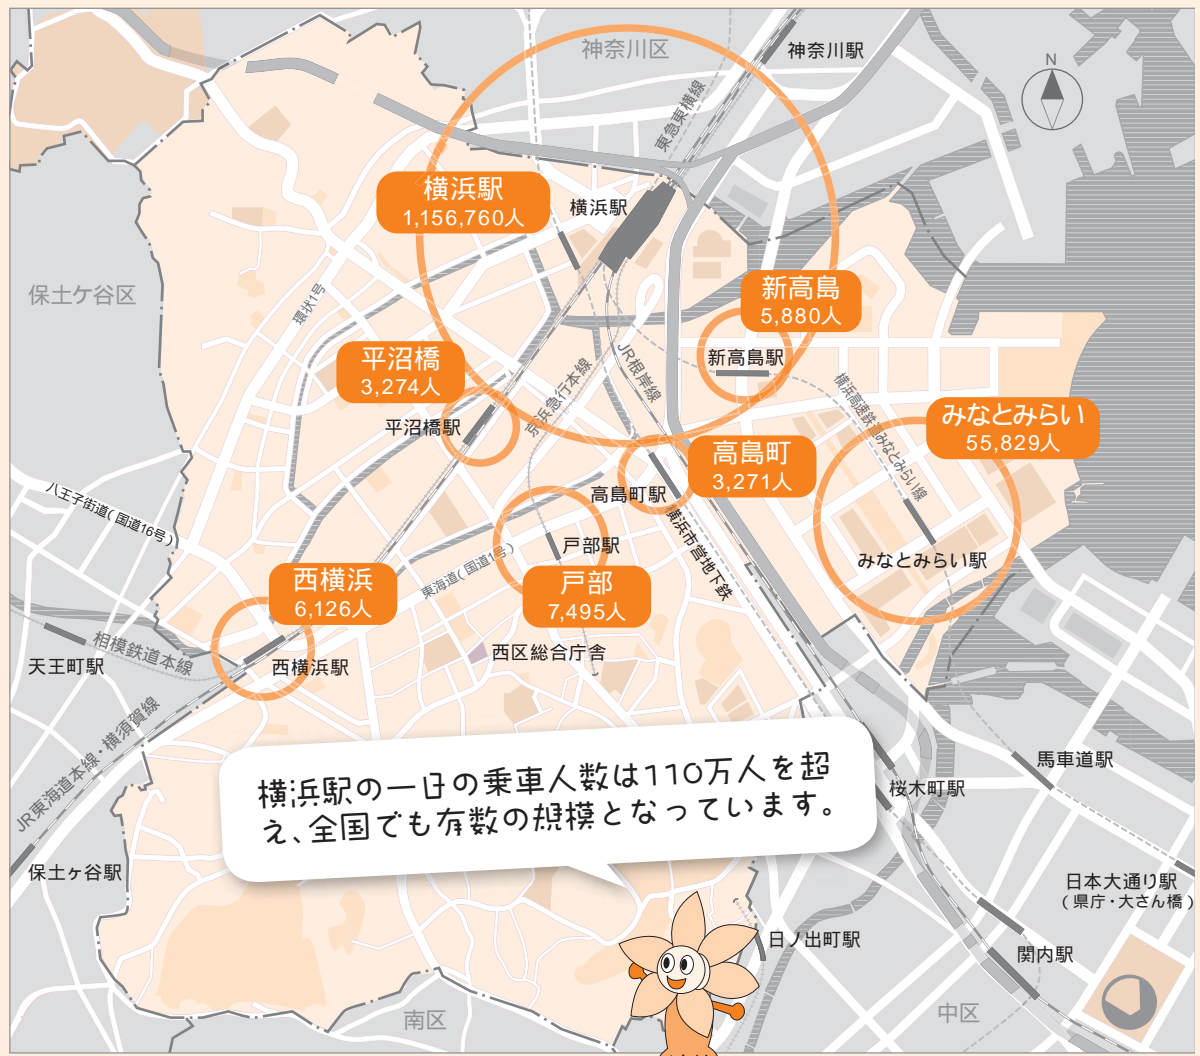 神奈川区
神奈川駅
N
東急東横線
横浜駅
1,156,760人
横浜駅
保土ケ谷区
環状1号
新高島
5,880人
新高島駅
平沼橋
3,274人
平沼橋駅
京浜急行本線
JR根岸線
横浜高速鉄道みなとみらい線
みなとみらい
55,829人
高島町
3,271人
高島町駅
横浜市営地下鉄
八王子街道(国道16号)
東海道(国道1号)
戸部駅
戸部
7,495人
みなとみらい駅
西横浜
6,126人
西横浜駅
相模鉄道本線
天王町駅
西区総合庁舎
JR東海道本線・横須賀線
横浜駅の一日の乗車人数は110万人を超
え、全国でも有数の規模となっています。
馬車道駅
桜木町駅
保土ヶ谷駅
日本大通り駅
(県庁・大さん橋)
日ノ出町駅
関内駅
南区
中区